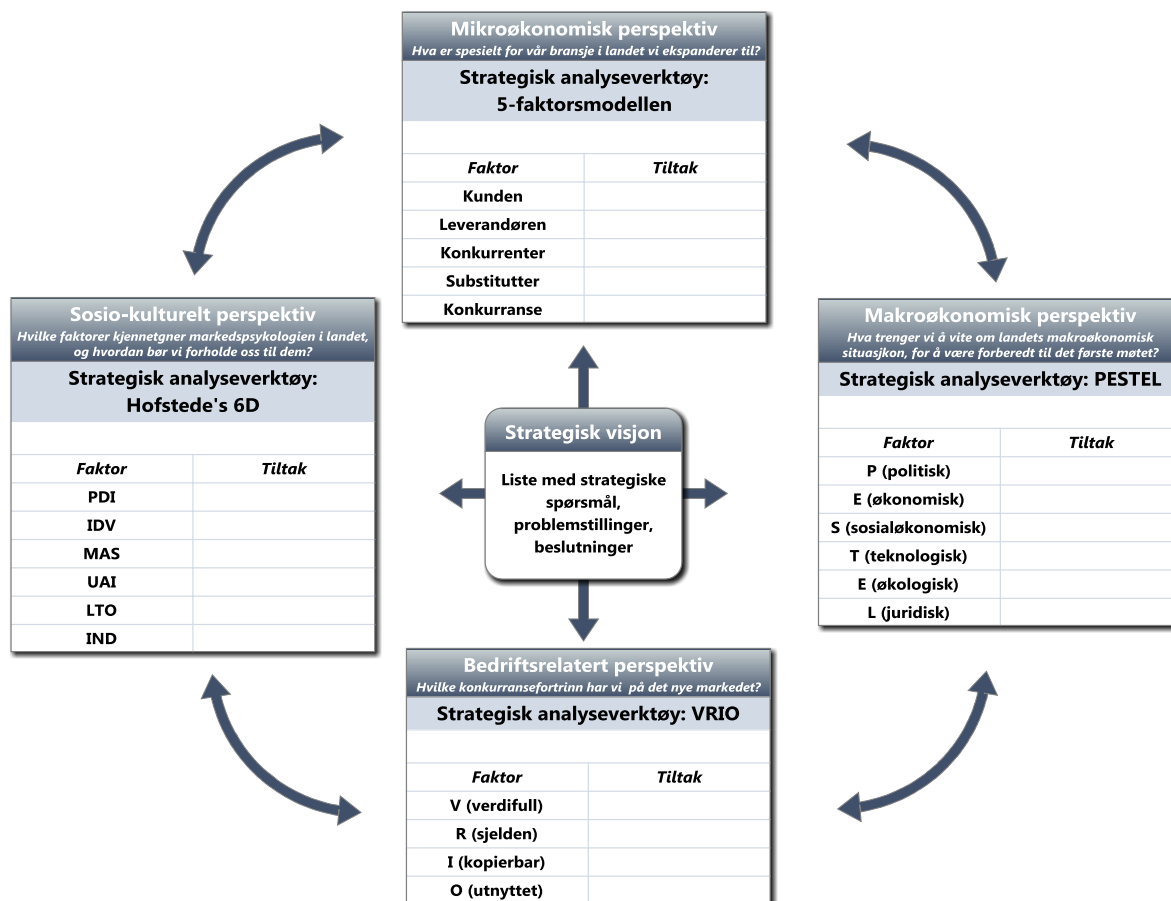 Mikroøkonomisk perspektiv
Hva er spesielt for vår bransje i landet vi ekspanderer til?
Strategisk analyseverktøy:
5-faktorsmodellen
Faktor Tiltak
Kunden
Leverandøren
Konkurrenter
Substitutter
Konkurranse
Sosio-kulturelt perspektiv
Hvilke faktorer kjennetgner markedspsykologien i landet,
og hvordan bør vi forholde oss til dem?
Strategisk analyseverktøy:
Hofstede's 6D
Faktor Tiltak
PDI
IDV
MAS
UAI
LTO
IND
Strategisk visjon
Liste med strategiske
spørsmål,
problemstillinger,
beslutninger
Makroøkonomisk perspektiv
Hva trenger vi å vite om landets makroøkonomisk
situasjkon, for å være forberedt til det første møtet?
Strategisk analyseverktøy: PESTEL
Faktor Tiltak
P (politisk)
E (økonomisk)
S (sosialøkonomisk)
T (teknologisk)
E (økologisk)
L (juridisk)
Bedriftsrelatert perspektiv
Hvilke konkurransefortrinn har vi på det nye markedet?
Strategisk analyseverktøy: VRIO
Faktor Tiltak
V (verdifull)
R (sjelden)
I (kopierbar)
O (utnyttet)